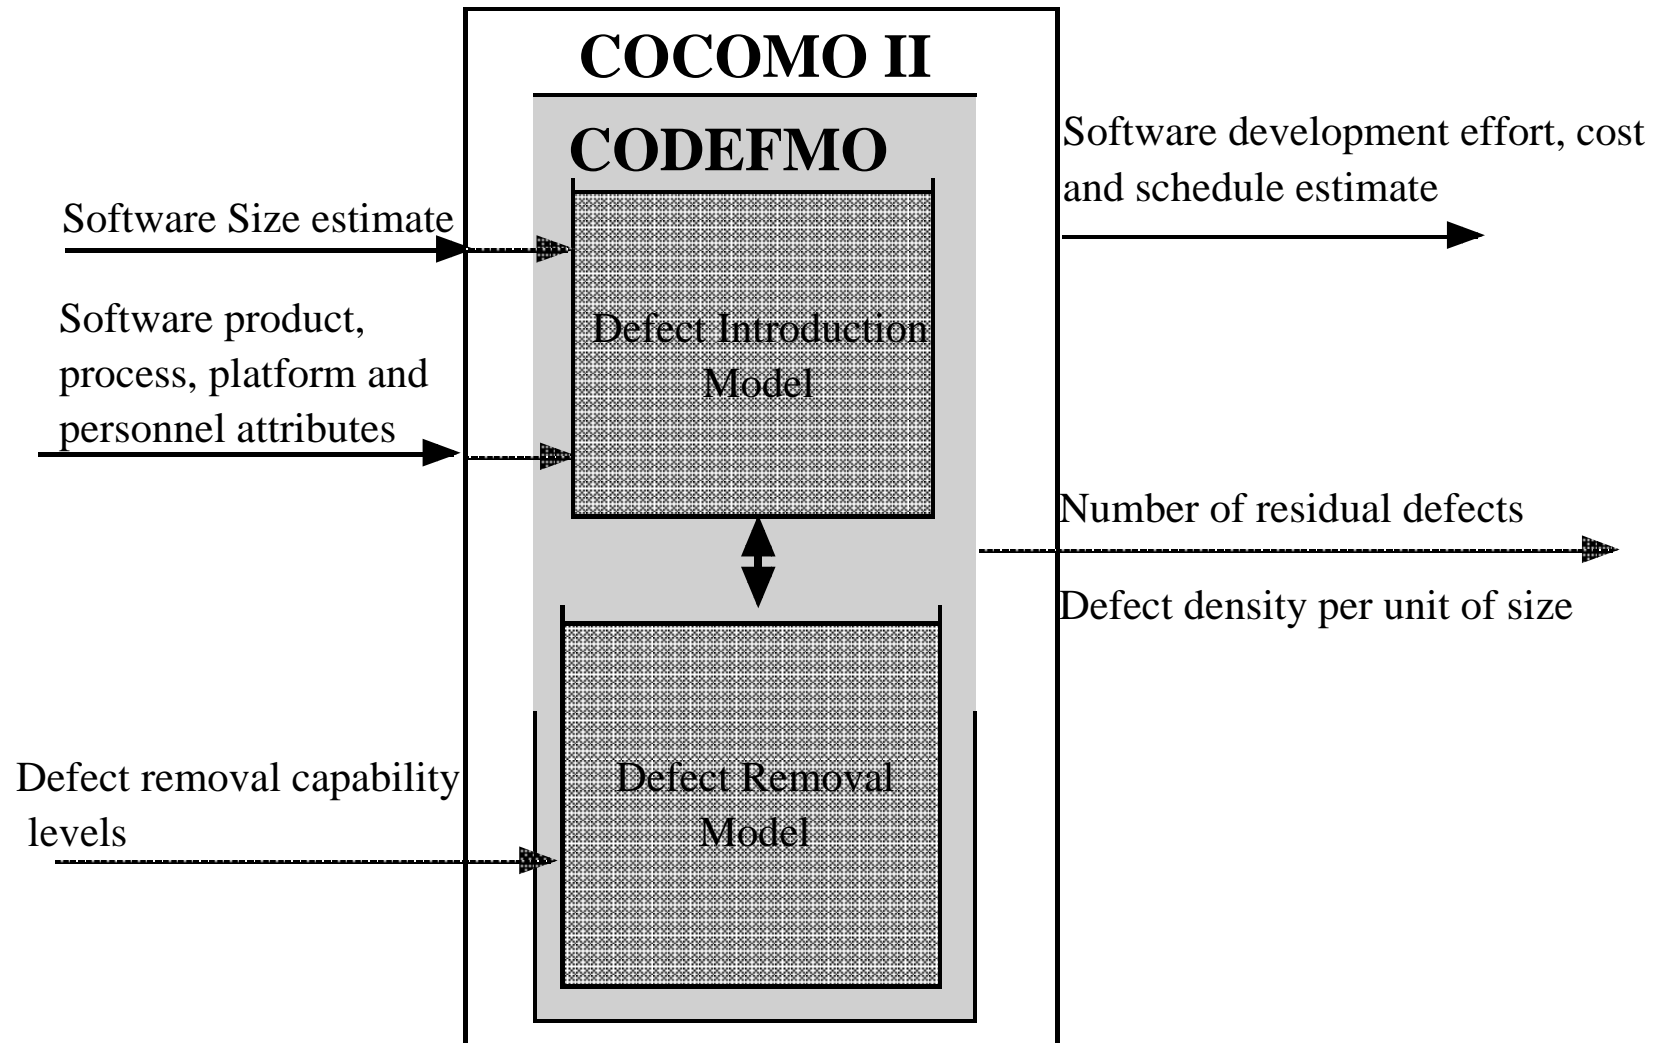 COCOMO II
CODEFMO
Software Size estimate
Software product,
process, platform and
personnel attributes
Defect removal capability
levels
Defect Introduction
Model
Defect Removal
Model
Software development effort, cost
and schedule estimate
Number of residual defects
Defect density per unit of size